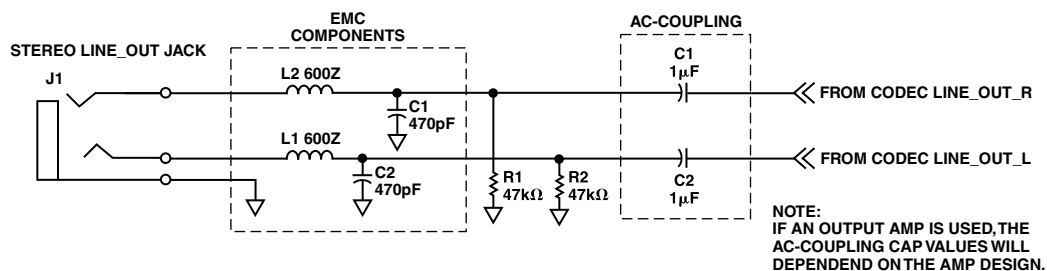 EMC
COMPONENTS
AC-COUPLING
STEREO LINE_OUT JACK
J1
L2 600Z
C1
1µF
FROM CODEC LINE_OUT_R
C1
470pF
L1 600Z
FROM CODEC LINE_OUT_L
C2
470pF
R1
47kΩ
R2
47kΩ
C2
1µF
NOTE:
IF AN OUTPUT AMP IS USED, THE
AC-COUPLING CAP VALUES WILL
DEPENDEND ON THE AMP DESIGN.